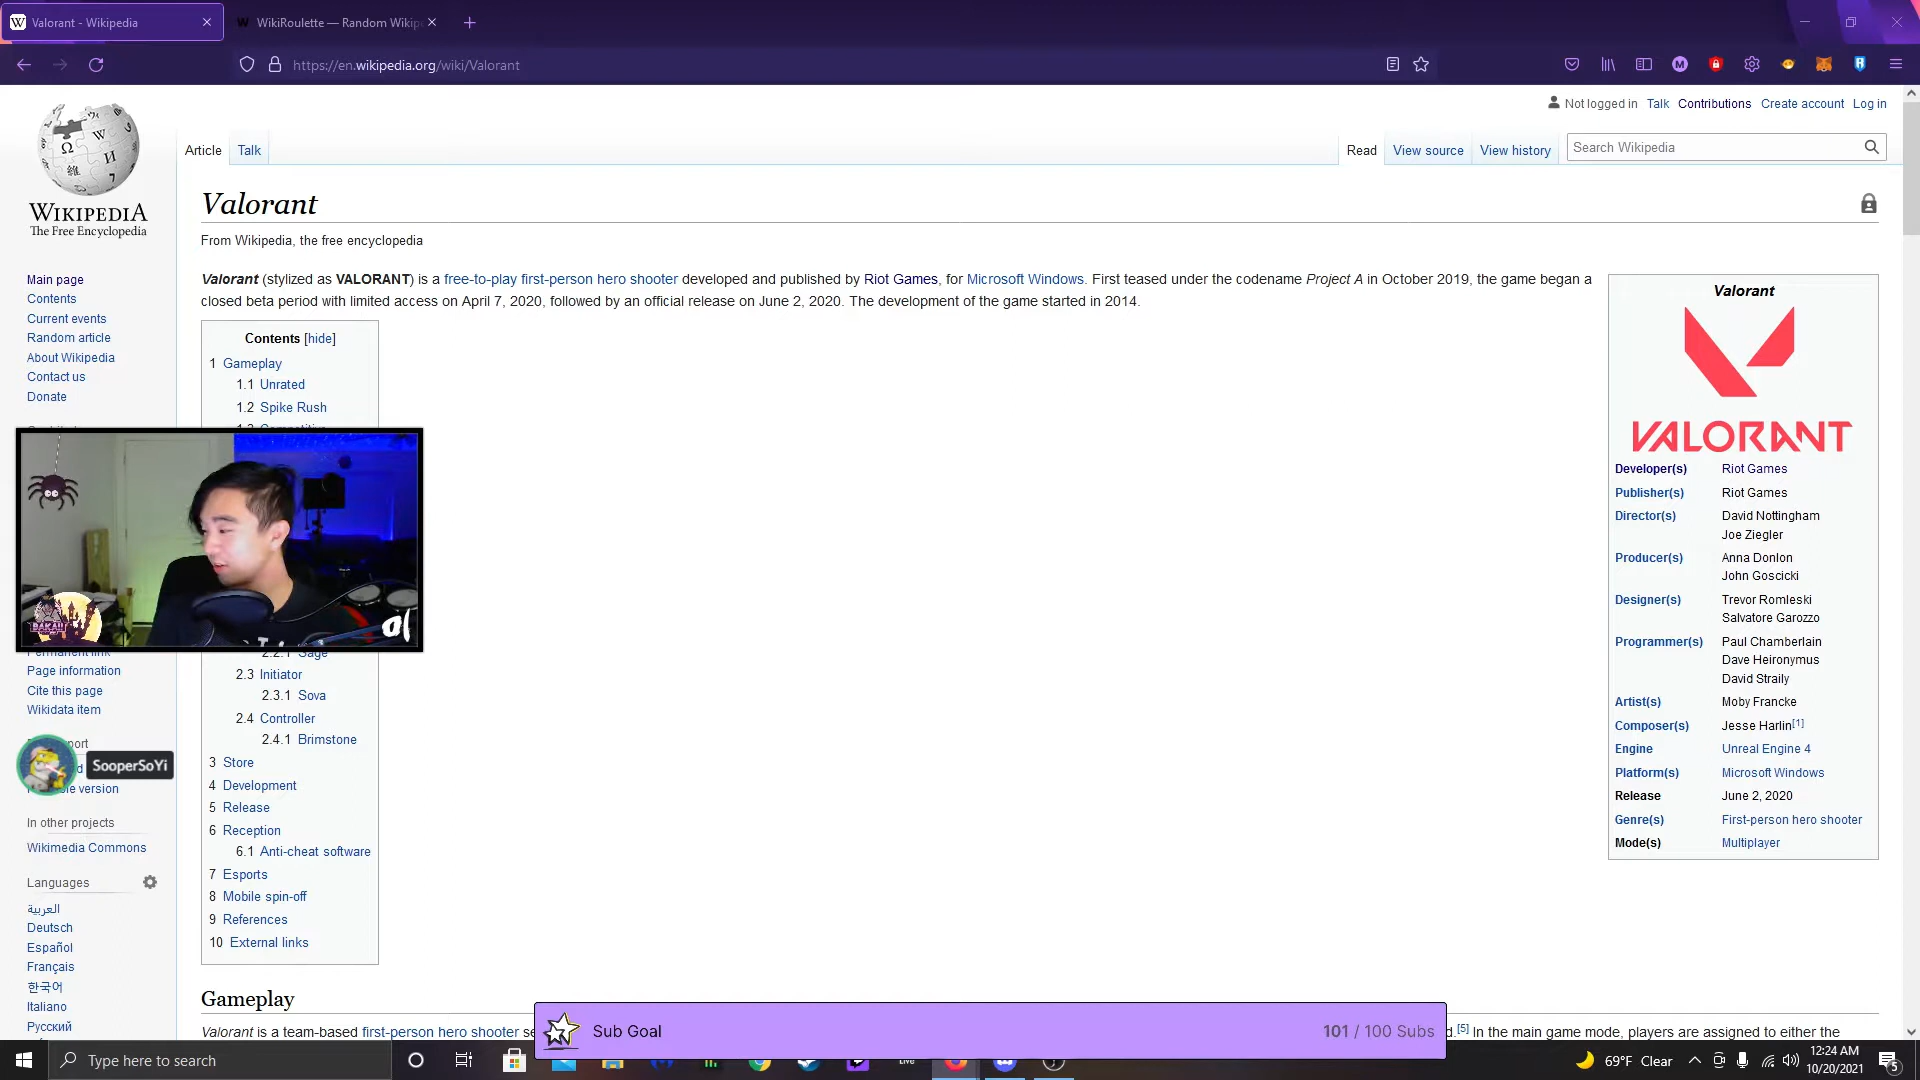 Valorant - Wikipedia
WikiRoulette — Random Wikip
https://en.wikipedia.org/wiki/Valorant
Not logged in Talk Contributions Create account Log in
Article Talk
Read View source View history
Search Wikipedia
WIKIPEDIA
The Free Encyclopedia
Main page
Contents
Current events
Random article
About Wikipedia
Contact us
Donate
Valorant
From Wikipedia, the free encyclopedia
Valorant (stylized as VALORANT) is a free-to-play first-person hero shooter developed and published by Riot Games, for Microsoft Windows. First teased under the codename Project A in October 2019, the game began a
closed beta period with limited access on April 7, 2020, followed by an official release on June 2, 2020. The development of the game started in 2014.
Contents [hide]
1 Gameplay
1.1 Unrated
1.2 Spike Rush
2.2.1 Sage
2.3 Initiator
2.3.1 Sova
2.4 Controller
2.4.1 Brimstone
3 Store
4 Development
5 Release
6 Reception
6.1 Anti-cheat software
7 Esports
8 Mobile spin-off
9 References
10 External links
Valorant
VALORANT
Developer(s) Riot Games
Publisher(s) Riot Games
Director(s) David Nottingham
Joe Ziegler
Producer(s) Anna Donlon
John Goscicki
Designer(s) Trevor Romleski
Salvatore Garozzo
Programmer(s) Paul Chamberlain
Dave Heironymus
David Straily
Artist(s) Moby Francke
Composer(s) Jesse Harlin[1]
Engine Unreal Engine 4
Platform(s) Microsoft Windows
Release June 2, 2020
Genre(s) First-person hero shooter
Mode(s) Multiplayer
Page information
Cite this page
Wikidata item
SooperSoYi
version
In other projects
Wikimedia Commons
Languages
العربية
Deutsch
Español
Français
한국어
Italiano
Русский
Gameplay
Valorant is a team-based first-person hero shooter
[5] In the main game mode, players are assigned to either the
Sub Goal
101 / 100 Subs
Type here to search
69°F Clear
12:24 AM
10/20/2021
5